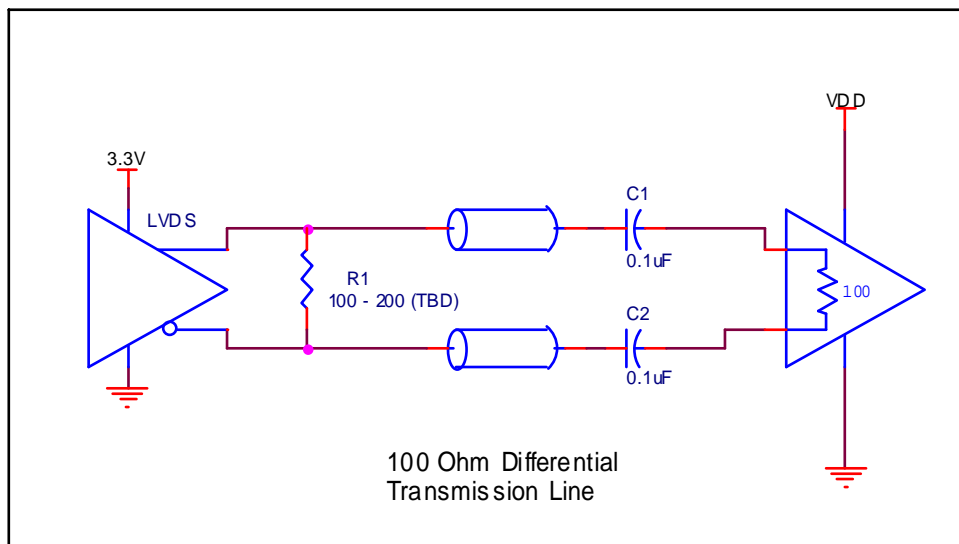 VDD
3.3V
LVDS
C1
0.1uF
R1
100 - 200 (TBD)
100
C2
0.1uF
100 Ohm Differential
Transmission Line